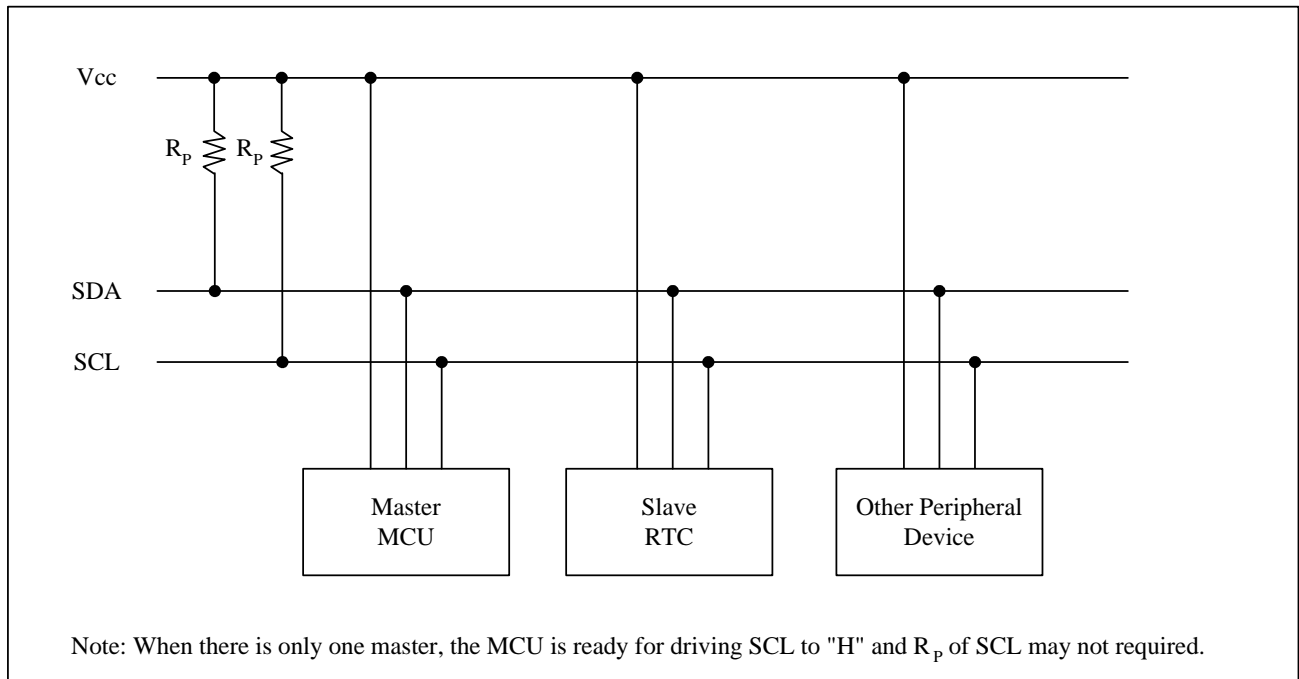 Vcc
R_P R_P
SDA
SCL
Master
MCU
Slave
RTC
Other Peripheral
Device
Note: When there is only one master, the MCU is ready for driving SCL to "H" and R_P of SCL may not required.